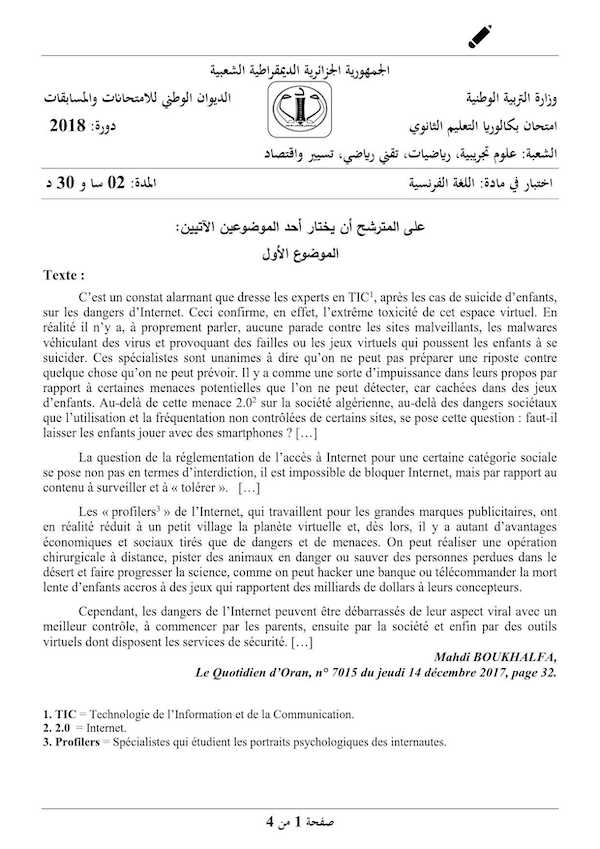 الجمهورية الجزائرية الديمقراطية الشعبية
وزارة التربية الوطنية
الديوان الوطني للامتحانات والمسابقات
امتحان بكالوريا التعليم الثانوي
دورة: 2018
الشعبة: علوم تجريبية، رياضيات، تقني رياضي، تسيير واقتصاد
اختبار في مادة: اللغة الفرنسية
المدة: 02 سا و 30 د
على المترشح أن يختار أحد الموضوعين الآتيين:
الموضوع الأول
Texte :
C'est un constat alarmant que dresse les experts en TIC¹, après les cas de suicide d'enfants,
sur les dangers d'Internet. Ceci confirme, en effet, l'extrême toxicité de cet espace virtuel. En
réalité il n'y a, à proprement parler, aucune parade contre les sites malveillants, les malwares
véhiculant des virus et provoquant des failles ou les jeux virtuels qui poussent les enfants à se
suicider. Ces spécialistes sont unanimes à dire qu'on ne peut pas préparer une riposte contre
quelque chose qu'on ne peut prévoir. Il y a comme une sorte d'impuissance dans leurs propos par
rapport à certaines menaces potentielles que l'on ne peut détecter, car cachées dans des jeux
d'enfants. Au-delà de cette menace 2.0² sur la société algérienne, au-delà des dangers sociétaux
que l'utilisation et la fréquentation non contrôlées de certains sites, se pose cette question : faut-il
laisser les enfants jouer avec des smartphones ? […]
La question de la réglementation de l'accès à Internet pour une certaine catégorie sociale
se pose non pas en termes d'interdiction, il est impossible de bloquer Internet, mais par rapport au
contenu à surveiller et à « tolérer ». […]
Les « profilers³ » de l'Internet, qui travaillent pour les grandes marques publicitaires, ont
en réalité réduit à un petit village la planète virtuelle et, dès lors, il y a autant d'avantages
économiques et sociaux tirés que de dangers et de menaces. On peut réaliser une opération
chirurgicale à distance, pister des animaux en danger ou sauver des personnes perdues dans le
désert et faire progresser la science, comme on peut hacker une banque ou télécommander la mort
lente d'enfants accros à des jeux qui rapportent des milliards de dollars à leurs concepteurs.
Cependant, les dangers de l'Internet peuvent être débarrassés de leur aspect viral avec un
meilleur contrôle, à commencer par les parents, ensuite par la société et enfin par des outils
virtuels dont disposent les services de sécurité. […]
Mahdi BOUKHALFA,
Le Quotidien d'Oran, n° 7015 du jeudi 14 décembre 2017, page 32.
1. TIC = Technologie de l'Information et de la Communication.
2. 2.0 = Internet.
3. Profilers = Spécialistes qui étudient les portraits psychologiques des internautes.
صفحة 1 من 4